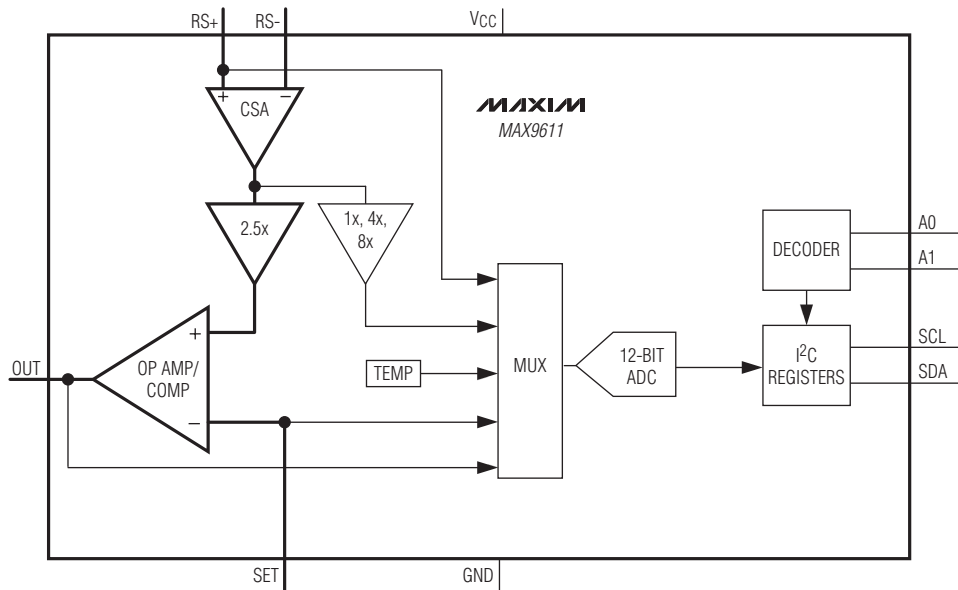 RS+ RS- VCC
+ −
CSA
MAXIM
MAX9611
2.5x
1x, 4x,
8x
A0
DECODER
A1
+
OUT
OP AMP/
COMP
−
TEMP
MUX
12-BIT
ADC
I²C
REGISTERS
SCL
SDA
SET
GND